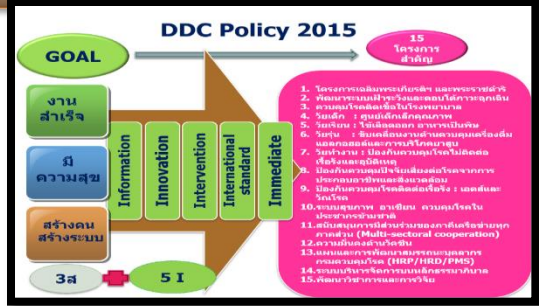 DDC Policy 2015
GOAL
15
โครงการ
สำคัญ
งาน
สำเร็จ
มี
ความสุข
สร้างคน
สร้างระบบ
3ส
5 I
Information
Innovation
Intervention
International
standard
Immediate
1. โครงการเฉลิมพระเกียรติฯ และพระราชดำริ
2. พัฒนาระบบเฝ้าระวังและตอบโต้ภาวะฉุกเฉิน
3. ควบคุมโรคติดเชื้อในโรงพยาบาล
4. วัยเด็ก : ศูนย์เด็กเล็กคุณภาพ
5. วัยเรียน : ไข้เลือดออก อาหารเป็นพิษ
6. วัยรุ่น : ขับเคลื่อนงานด้านควบคุมเครื่องดื่ม
แอลกอฮอล์และการบริโภคยาสูบ
7. วัยทำงาน : ป้องกันควบคุมโรคไม่ติดต่อ
เรื้อรังและอุบัติเหตุ
8. ป้องกันควบคุมปัจจัยเสี่ยงต่อโรคจากการ
ประกอบอาชีพและสิ่งแวดล้อม
9. ป้องกันควบคุมโรคติดต่อเรื้อรัง : เอดส์และ
วัณโรค
10.ระบบสุขภาพ อาเซียน ควบคุมโรคใน
ประชากรข้ามชาติ
11.สนับสนุนการมีส่วนร่วมของภาคีเครือข่ายทุก
ภาคส่วน (Multi-sectoral cooperation)
12.ความมั่นคงด้านวัคซีน
13.แผนและการพัฒนาสมรรถนะบุคลากร
กรมควบคุมโรค (HRP/HRD/PMS)
14.ระบบบริหารจัดการบนหลักธรรมาภิบาล
15.พัฒนาวิชาการและการวิจัย